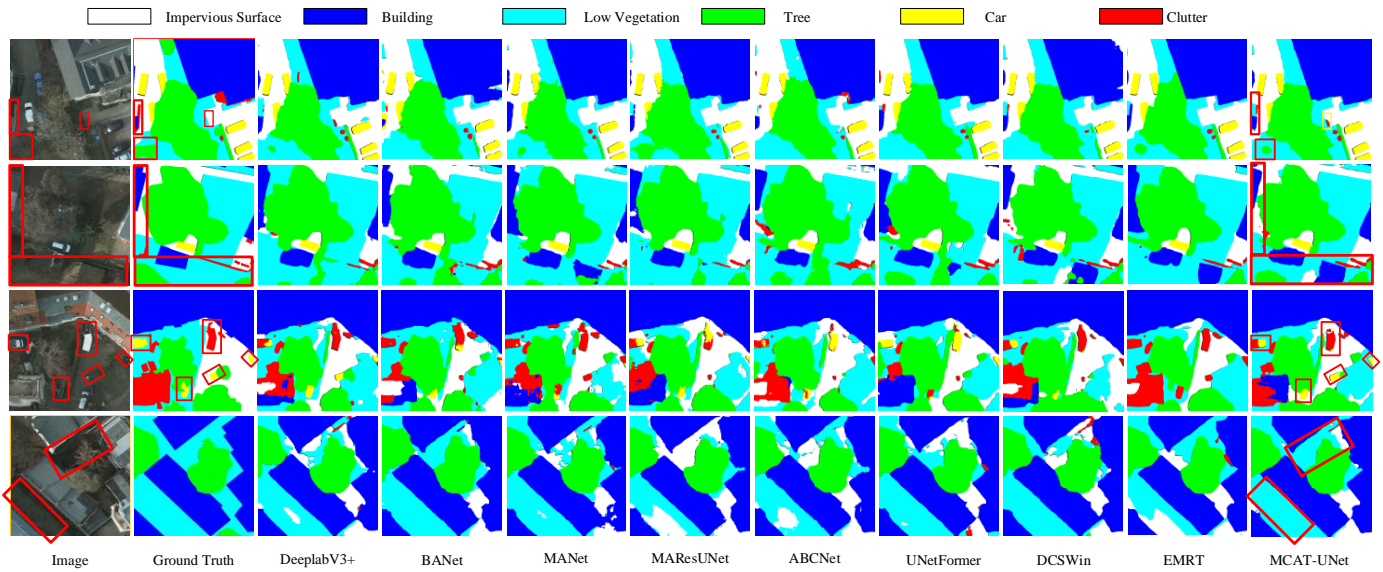 Impervious Surface Building Low Vegetation Tree Car Clutter
Image Ground Truth DeeplabV3+ BANet MANet MAResUNet ABCNet UNetFormer DCSWin EMRT MCAT-UNet